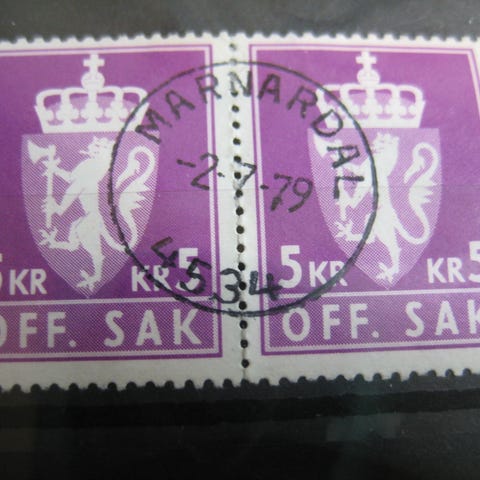 MARNARDAL
-2-7-79
4534
5 KR KR 5
OFF. SAK
5 KR KR 5
OFF. SAK